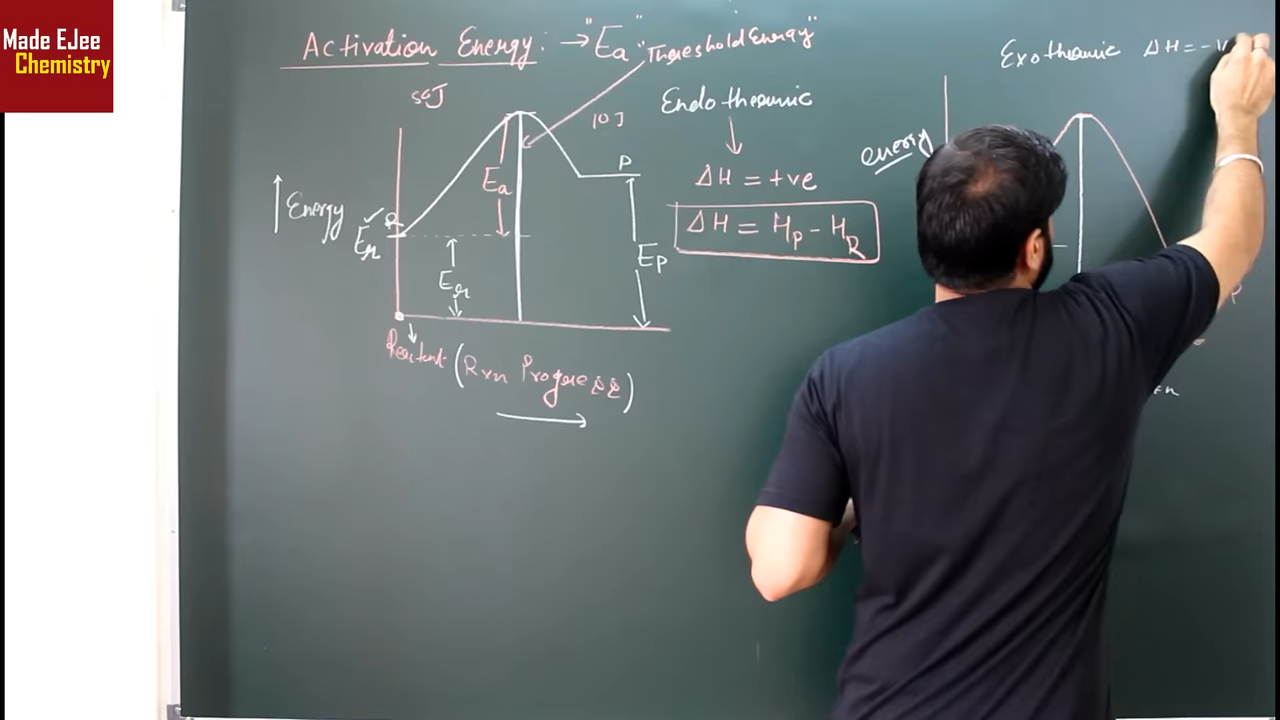 Made EJee
Chemistry
Activation Energy: → "Ea"
"Threshold Energy"
Exothermic ΔH = -v
50J
10J
Endothermic
↓
energy
P
Ea
ΔH = +ve
↑ Energy
R
Er
ΔH = HP - HR
Er
EP
P
Reactant
(Rxn Progress)
→